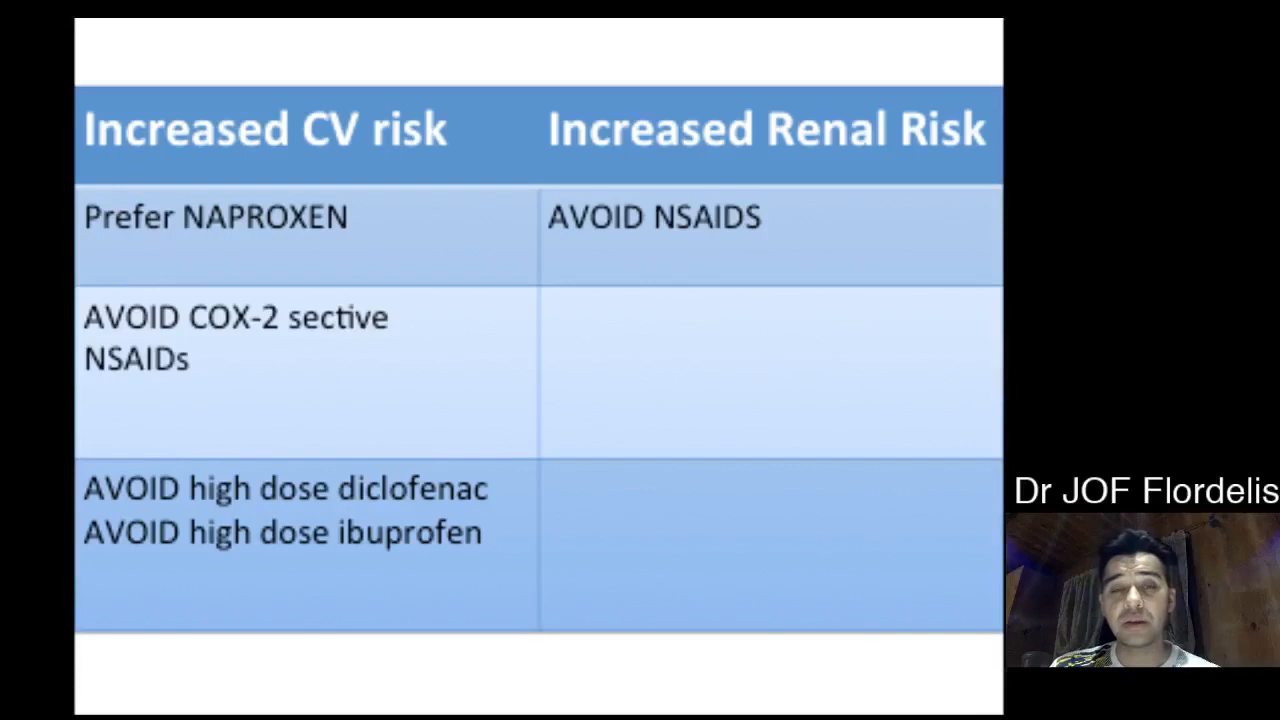 Increased CV risk
Increased Renal Risk
Prefer NAPROXEN
AVOID NSAIDS
AVOID COX-2 sective
NSAIDs
AVOID high dose diclofenac
AVOID high dose ibuprofen
Dr JOF Flordelis